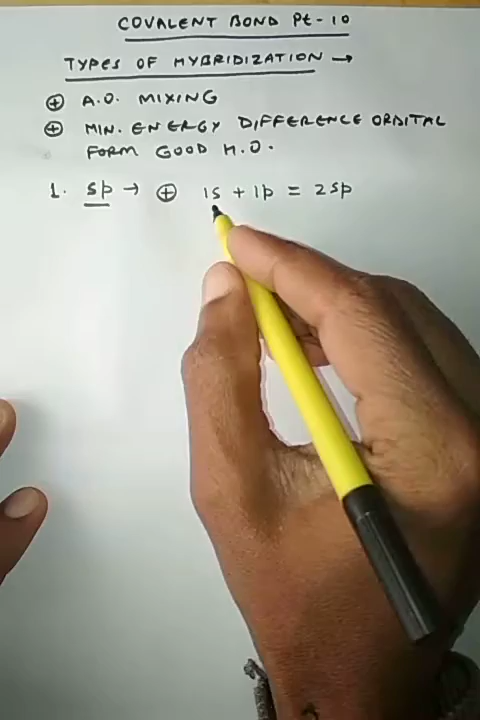 COVALENT BOND Pt-10
TYPES OF HYBRIDIZATION →
⊕ A.O. MIXING
⊕ MIN. ENERGY DIFFERENCE ORBITAL
FORM GOOD H.O.
1. sp → ⊕ 1s + 1p = 2sp